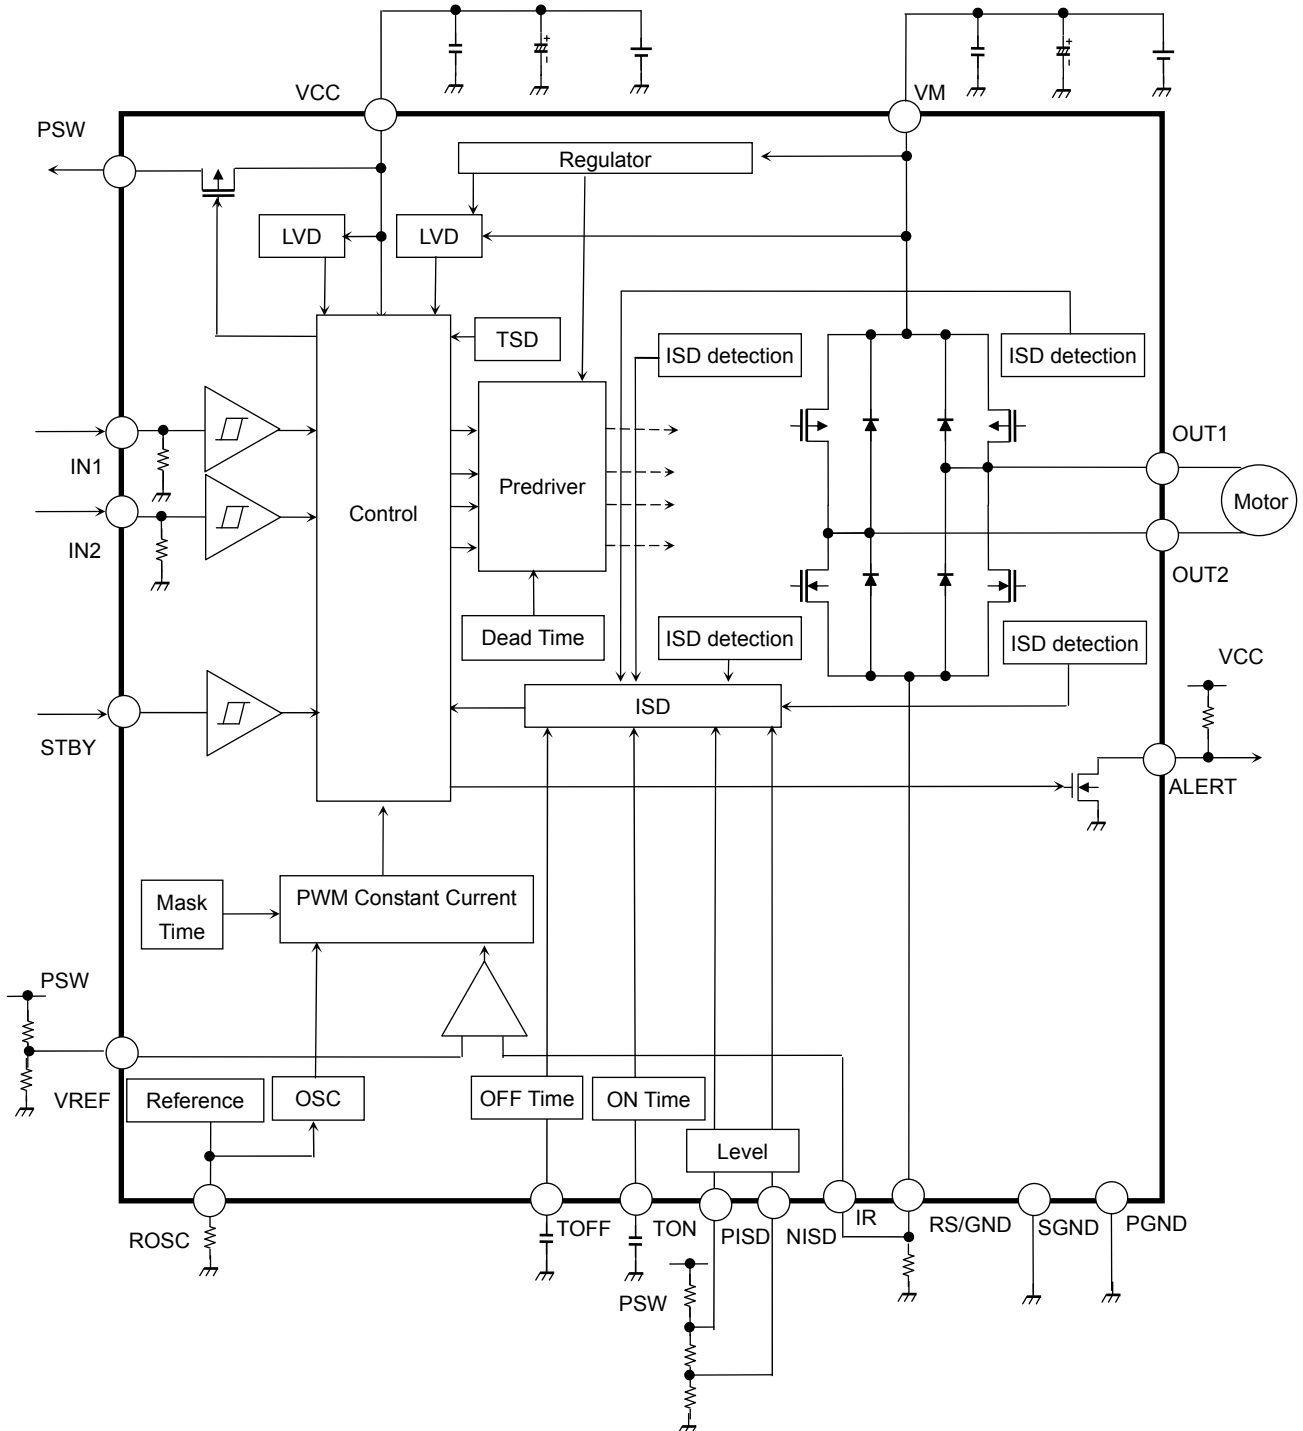 VCC
VM
PSW
Regulator
LVD
LVD
TSD
ISD detection
ISD detection
IN1
IN2
Control
Predriver
OUT1
Motor
OUT2
Dead Time
ISD detection
ISD detection
VCC
STBY
ISD
ALERT
Mask
Time
PWM Constant Current
PSW
VREF
Reference
OSC
OFF Time
ON Time
Level
ROSC
TOFF
TON
PISD
NISD
IR
RS/GND
SGND
PGND
PSW
+
-
+
-